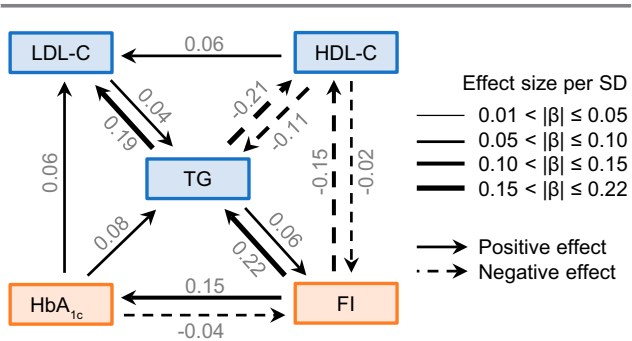 LDL-C
0.06
HDL-C
0.04
0.19
-0.21
-0.11
Effect size per SD
0.01 < |β| ≤ 0.05
0.05 < |β| ≤ 0.10
0.10 < |β| ≤ 0.15
0.15 < |β| ≤ 0.22
0.06
TG
-0.15
-0.02
0.08
0.06
0.22
Positive effect
Negative effect
HbA1c
0.15
-0.04
FI